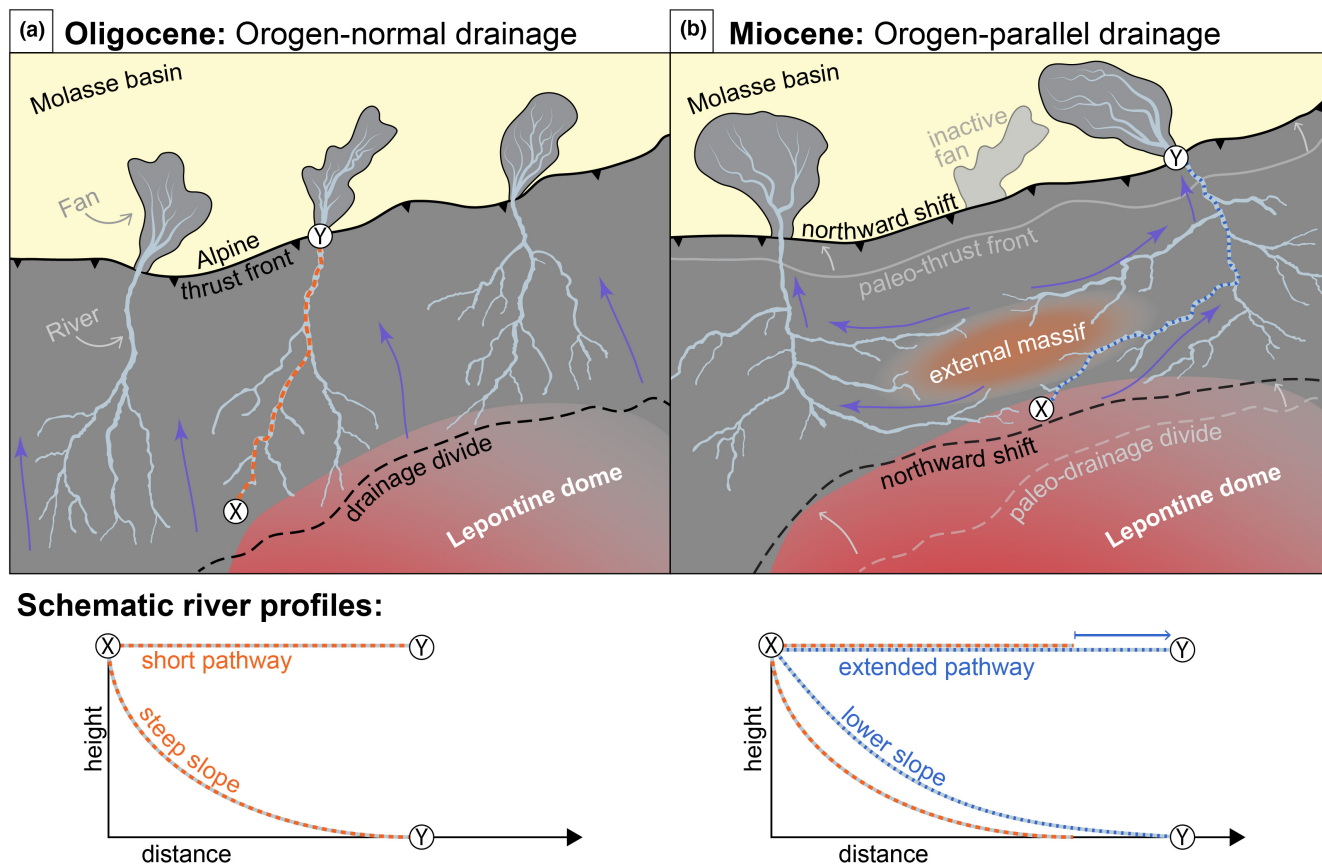 (a) Oligocene: Orogen-normal drainage
Molasse basin
Fan
Y
Alpine
thrust front
River
X
drainage divide
Lepontine dome
(b) Miocene: Orogen-parallel drainage
Molasse basin
inactive
fan
Y
northward shift
paleo-thrust front
external massif
X
northward shift
paleo-drainage divide
Lepontine dome
Schematic river profiles:
X
Y
short pathway
steep slope
height
Y
distance
X
Y
extended pathway
lower slope
height
Y
distance